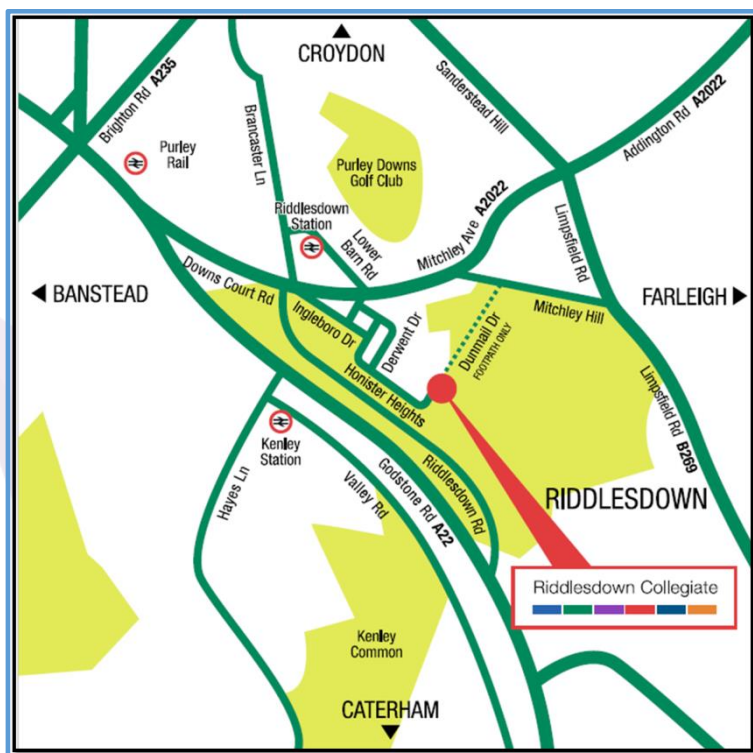 CROYDON
Brighton Rd A235
Brancaster Ln
Sanderstead Hill
Addington Rd A2022
Purley
Rail
Purley Downs
Golf Club
Riddlesdown
Station
Lower
Barn Rd
Mitchley Ave A2022
Limpsfield Rd
BANSTEAD
Downs Court Rd
Ingleboro Dr
Derwent Dr
Dunmail Dr
FOOTPATH ONLY
Mitchley Hill
FARLEIGH
Honister Heights
Limpsfield Rd B269
Kenley
Station
Hayes Ln
Valley Rd
Godstone Rd A22
Riddlesdown Rd
RIDDLESDOWN
Riddlesdown Collegiate
Kenley
Common
CATERHAM